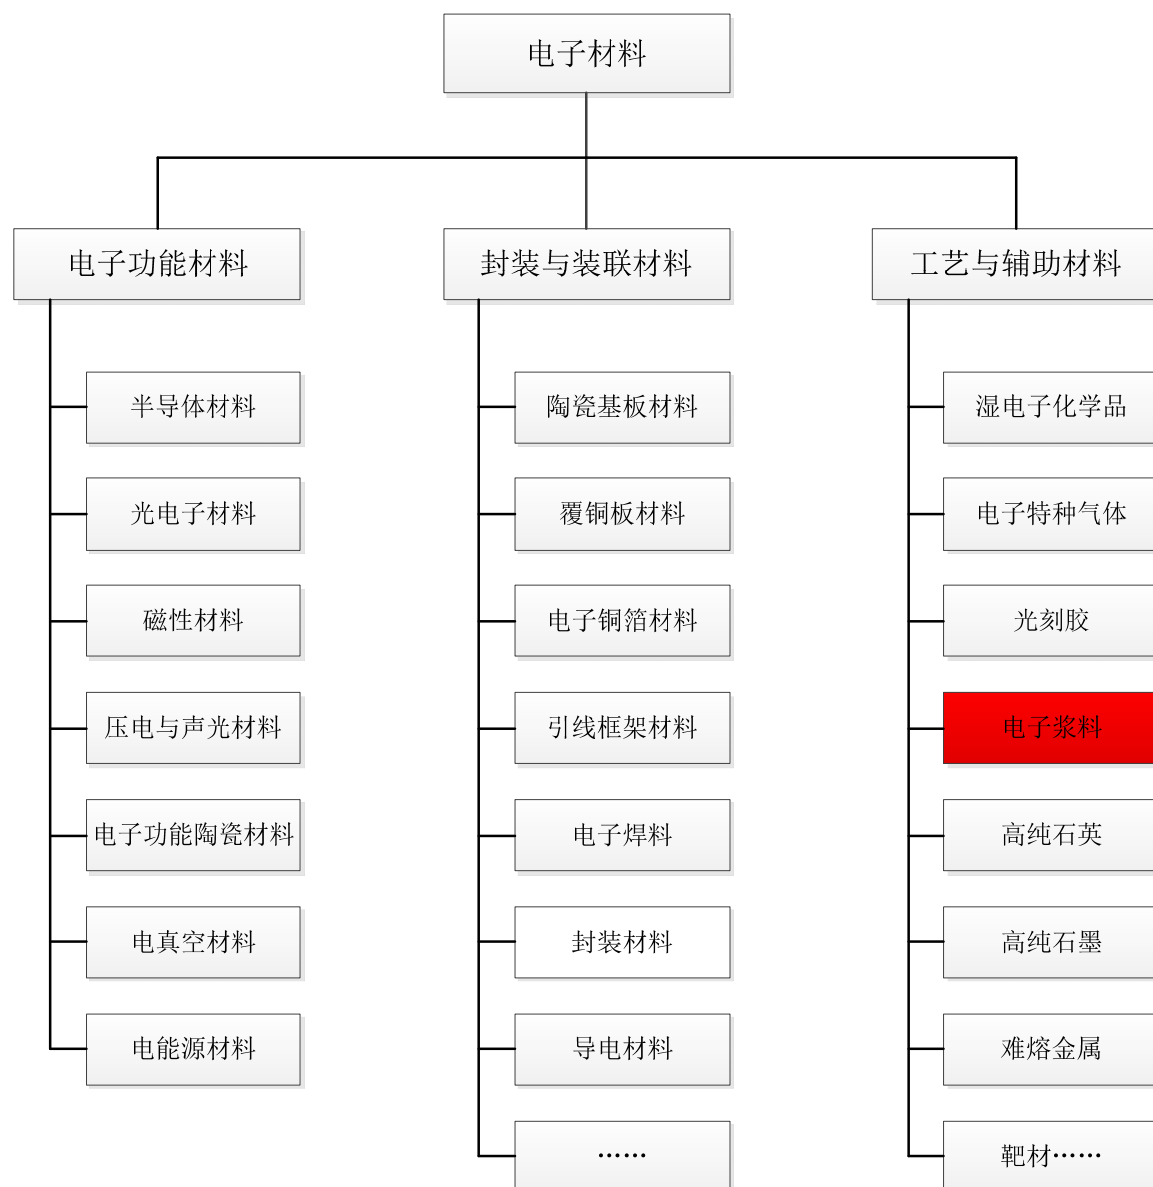 电子材料
电子功能材料
封装与装联材料
工艺与辅助材料
半导体材料
陶瓷基板材料
湿电子化学品
光电子材料
覆铜板材料
电子特种气体
磁性材料
电子铜箔材料
光刻胶
压电与声光材料
引线框架材料
电子浆料
电子功能陶瓷材料
电子焊料
高纯石英
电真空材料
封装材料
高纯石墨
电能源材料
导电材料
难熔金属
……
靶材……